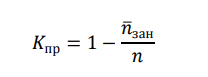 Kпр = 1 − n̄зан / n